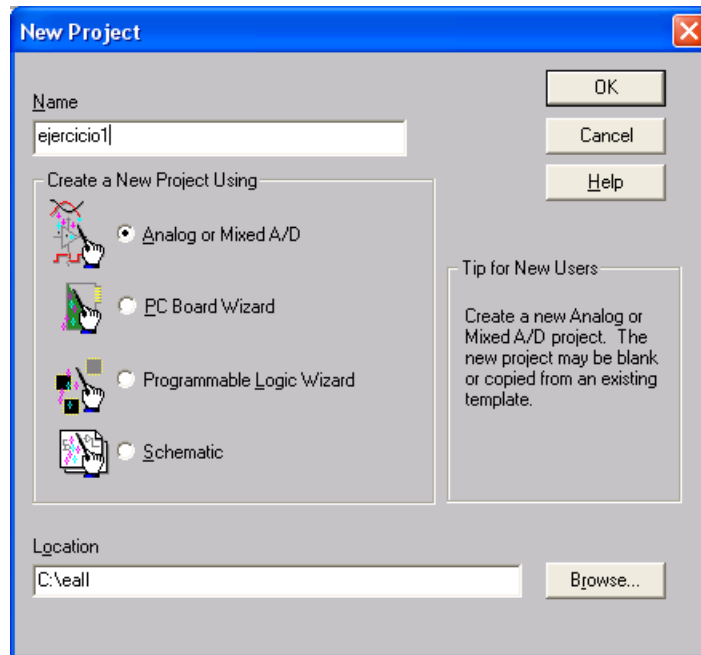 New Project
Name
ejercicio1
OK
Cancel
Help
Create a New Project Using
Analog or Mixed A/D
PC Board Wizard
Programmable Logic Wizard
Schematic
Tip for New Users
Create a new Analog or
Mixed A/D project. The
new project may be blank
or copied from an existing
template.
Location
C:\eall
Browse...